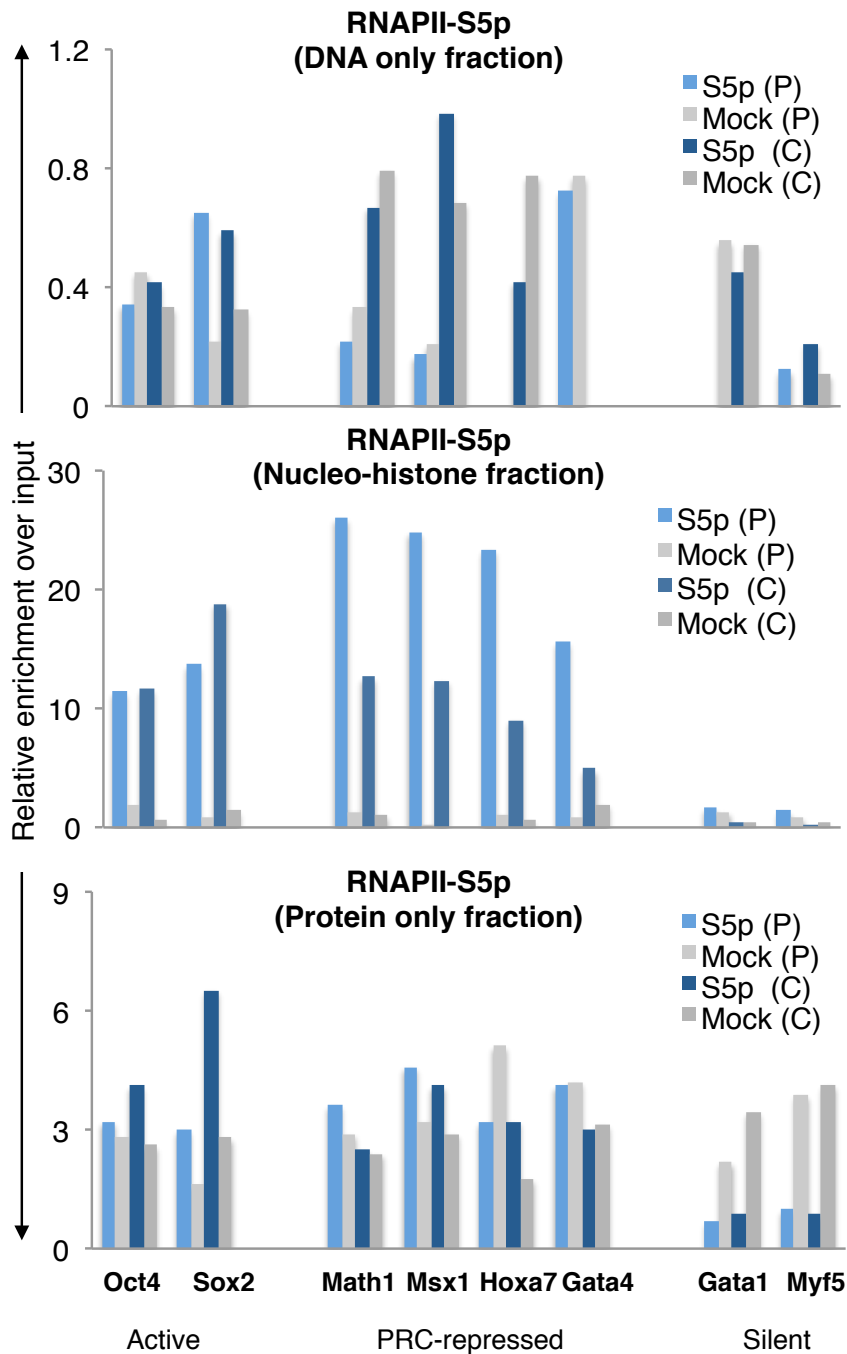 RNAPII-S5p
(DNA only fraction)
1.2
0.8
0.4
0
S5p (P)
Mock (P)
S5p (C)
Mock (C)
Relative enrichment over input
RNAPII-S5p
(Nucleo-histone fraction)
30
20
10
0
S5p (P)
Mock (P)
S5p (C)
Mock (C)
RNAPII-S5p
(Protein only fraction)
9
6
3
0
S5p (P)
Mock (P)
S5p (C)
Mock (C)
Oct4 Sox2 Math1 Msx1 Hoxa7 Gata4 Gata1 Myf5
Active PRC-repressed Silent